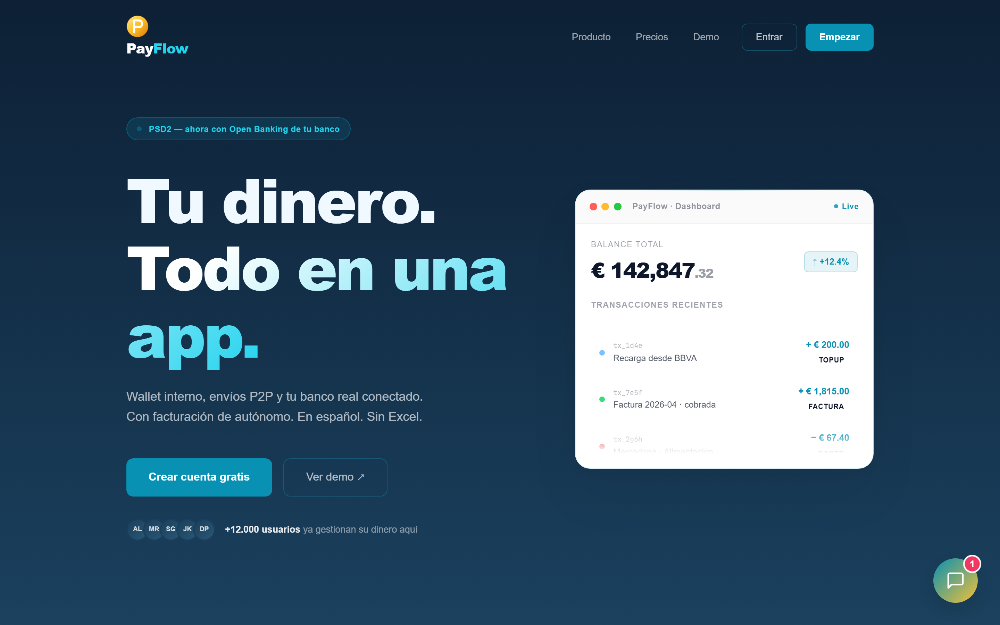 P
PayFlow
Producto
Precios
Demo
Entrar
Empezar
PSD2 — ahora con Open Banking de tu banco
Tu dinero.
Todo en una
app.
Wallet interno, envíos P2P y tu banco real conectado.
Con facturación de autónomo. En español. Sin Excel.
Crear cuenta gratis
Ver demo ↗
AL MR SG JK DP
+12.000 usuarios ya gestionan su dinero aquí
PayFlow · Dashboard
Live
BALANCE TOTAL
€ 142,847.32
↑ +12.4%
TRANSACCIONES RECIENTES
tx_1d4e
Recarga desde BBVA
+ € 200.00
TOPUP
tx_7e5f
Factura 2026-04 · cobrada
+ € 1,815.00
FACTURA
tx_2g6h
Mercadona · Alimentacion
− € 67.40
1